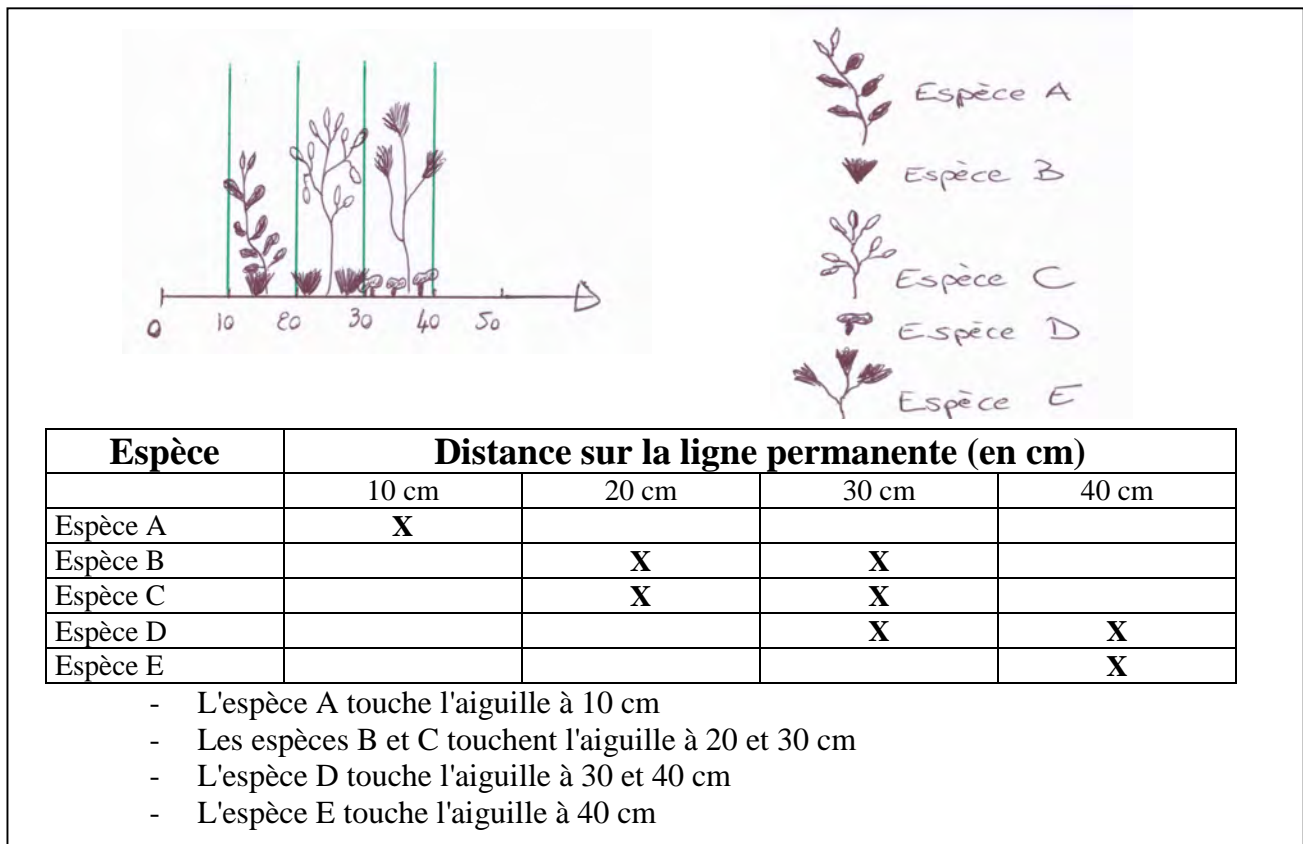 Espèce A
Espèce B
Espèce C
Espèce D
Espèce E
0 10 20 30 40 50
Espèce Distance sur la ligne permanente (en cm)
10 cm 20 cm 30 cm 40 cm
Espèce A X
Espèce B X X
Espèce C X X
Espèce D X X
Espèce E X
- L'espèce A touche l'aiguille à 10 cm
- Les espèces B et C touchent l'aiguille à 20 et 30 cm
- L'espèce D touche l'aiguille à 30 et 40 cm
- L'espèce E touche l'aiguille à 40 cm